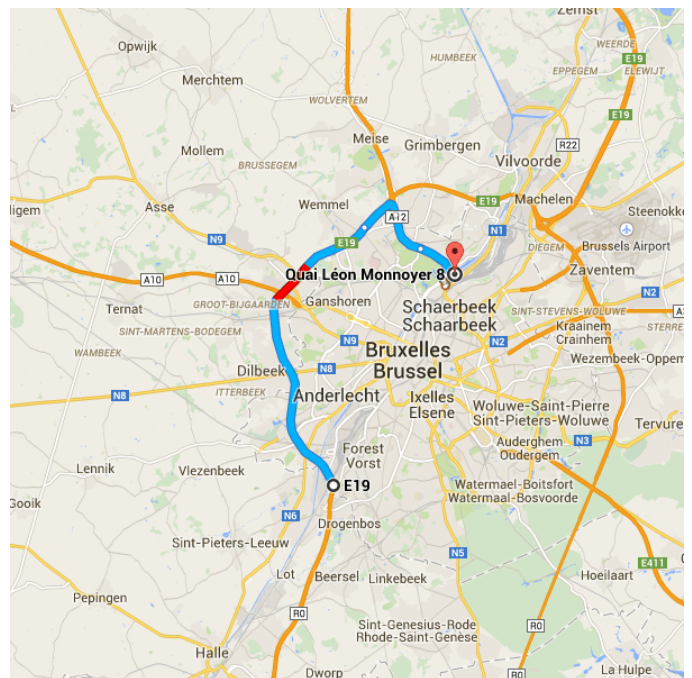 Zemst
Opwijk
HUMBEEK
WEERDE
E19
ELEWIJT
EPPEGEM
E19
Merchtem
WOLVERTEM
Meise
Grimbergen
Vilvoorde
R22
Mollem
BRUSSEGEM
Wemmel
E19
Machelen
ligem
Asse
A12
Steenokke
N1
N9
E19
DIEGEM
Brussels Airport
Quai Léon Monnoyer 8
Zaventem
A10
A10
N2
GROOT-BIJGAARDEN
Ganshoren
Schaerbeek
Schaarbeek
Ternat
SINT-STEVENS-WOLUWE
A3
SINT-MARTENS-BODEGEM
Kraainem
Crainhem
STERRE
WAMBEEK
N9
Bruxelles
Brussel
N2
Wezembeek-Oppem
Dilbeek
N8
N8
ITTERBEEK
Anderlecht
Ixelles
Elsene
Woluwe-Saint-Pierre
Sint-Pieters-Woluwe
Tervure
Forest
Vorst
Auderghem
Oudergem
N3
Lennik
Vlezenbeek
E19
Watermael-Boitsfort
Watermaal-Bosvoorde
Gooik
N6
Drogenbos
Sint-Pieters-Leeuw
N5
Lot
Beersel
Linkebeek
E411
Hoeilaart
Pepingen
R0
Sint-Genesius-Rode
Rhode-Saint-Genese
R0
Halle
Dworp
R0
La Hulpe